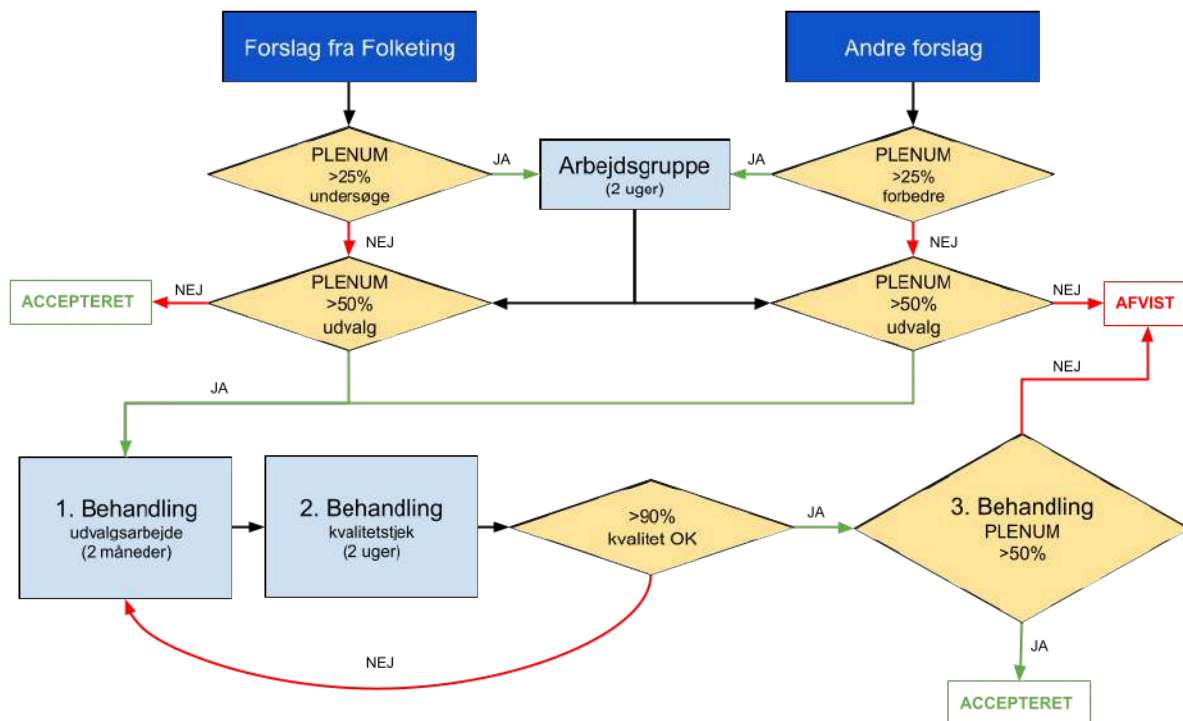 Forslag fra Folketing
Andre forslag
PLENUM
>25%
undersøge
JA
Arbejdsgruppe
(2 uger)
JA
PLENUM
>25%
forbedre
NEJ
NEJ
ACCEPTERET
NEJ
PLENUM
>50%
udvalg
PLENUM
>50%
udvalg
NEJ
AFVIST
JA
NEJ
1. Behandling
udvalgsarbejde
(2 måneder)
2. Behandling
kvalitetstjek
(2 uger)
>90%
kvalitet OK
JA
3. Behandling
PLENUM
>50%
NEJ
JA
ACCEPTERET